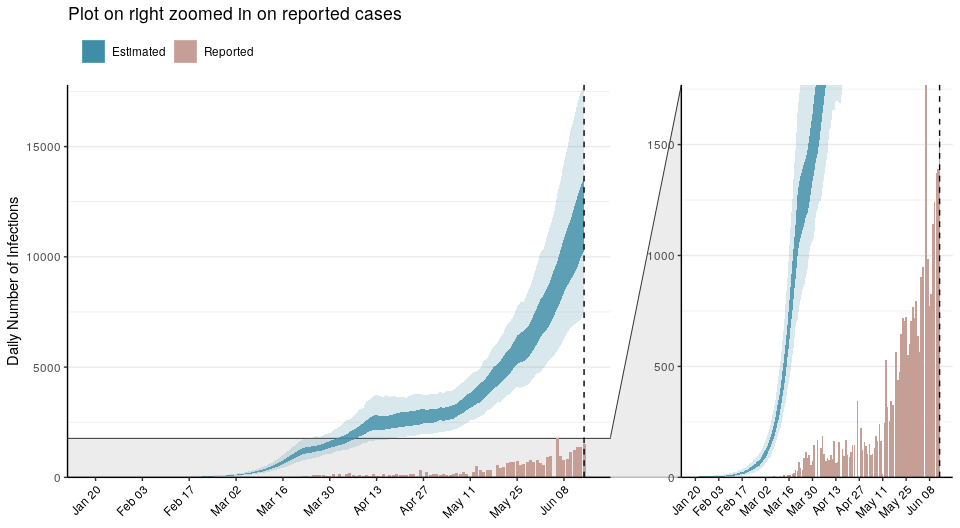 Plot on right zoomed in on reported cases
Estimated Reported
Daily Number of Infections
15000
10000
5000
0
Jan 20 Feb 03 Feb 17 Mar 02 Mar 16 Mar 30 Apr 13 Apr 27 May 11 May 25 Jun 08
1500
1000
500
0
Jan 20 Feb 03 Feb 17 Mar 02 Mar 16 Mar 30 Apr 13 Apr 27 May 11 May 25 Jun 08